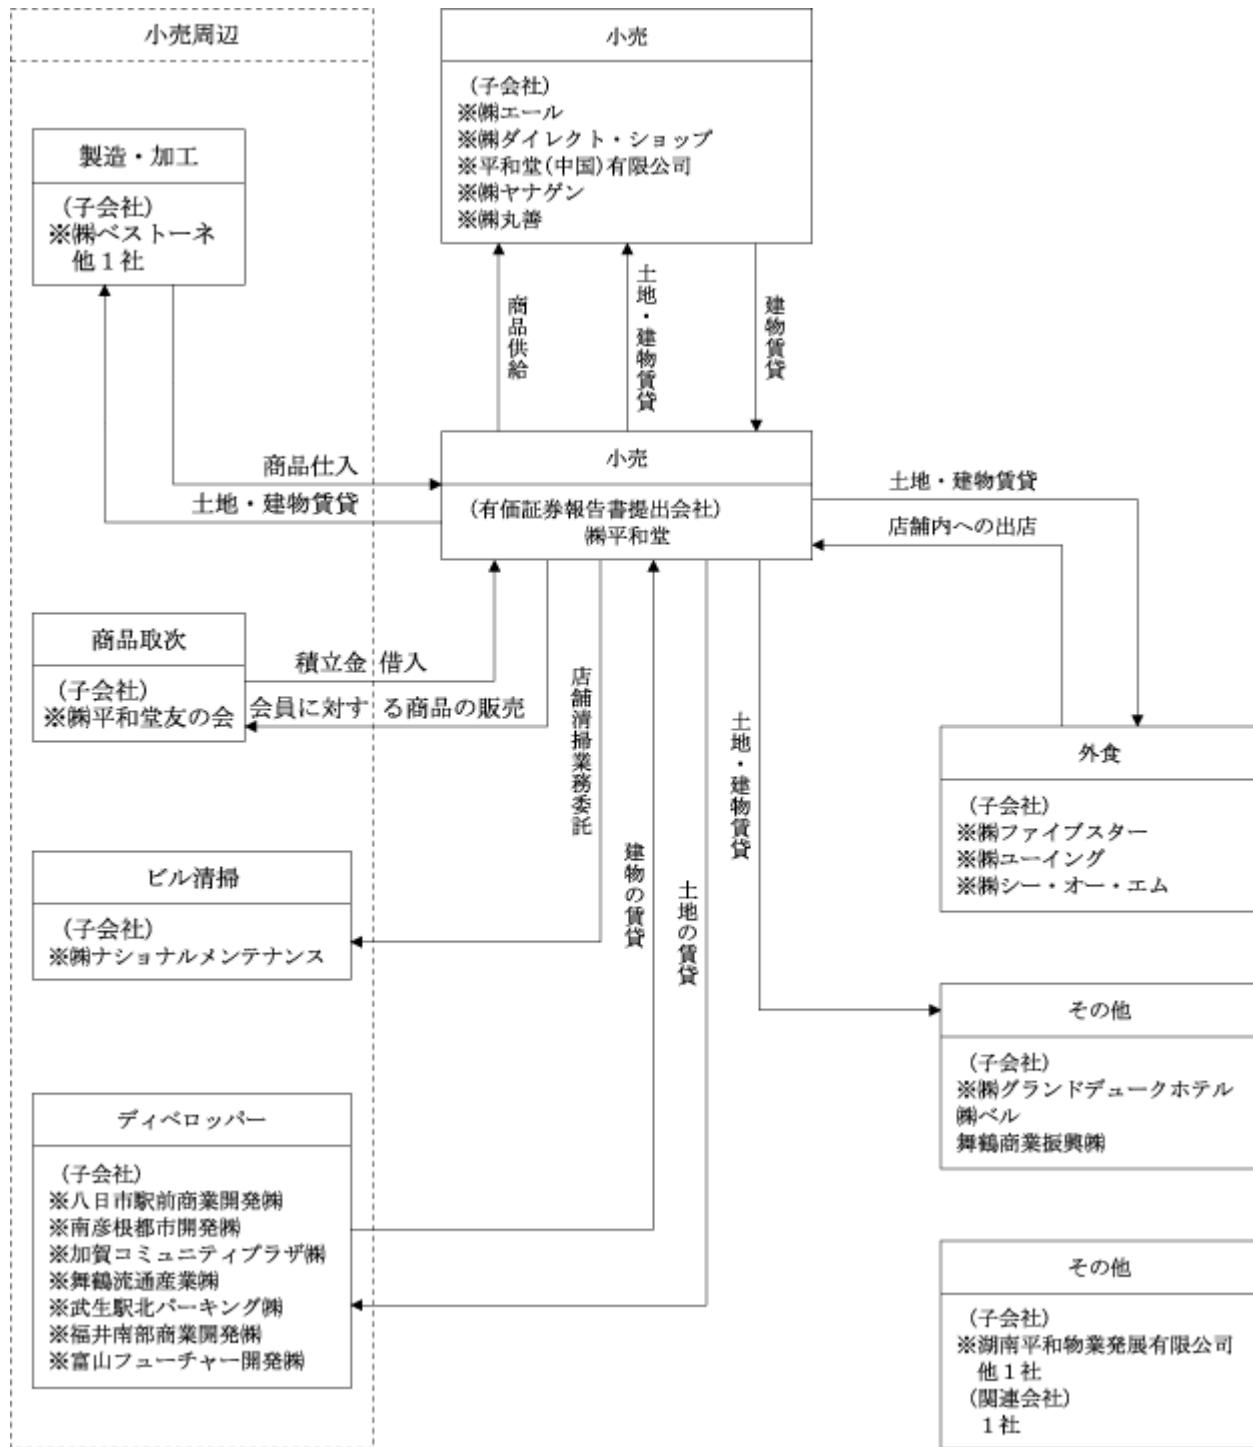 小売周辺
小売
(子会社)
※㈱エール
※㈱ダイレクト・ショップ
※平和堂(中国)有限公司
※㈱ヤナゲン
※㈱丸善
製造・加工
(子会社)
※㈱ベストーネ
他１社
商品供給
土地・建物賃貸
建物賃貸
商品仕入
土地・建物賃貸
小売
(有価証券報告書提出会社)
㈱平和堂
土地・建物賃貸
店舗内への出店
商品取次
(子会社)
※㈱平和堂友の会
積立金 借入
会員に対す る商品の販売
店舗清掃業務委託
建物の賃貸
土地の賃貸
土地・建物賃貸
外食
(子会社)
※㈱ファイブスター
※㈱ユーイング
※㈱シー・オー・エム
ビル清掃
(子会社)
※㈱ナショナルメンテナンス
その他
(子会社)
※㈱グランドデュークホテル
㈱ベル
舞鶴商業振興㈱
ディベロッパー
(子会社)
※八日市駅前商業開発㈱
※南彦根都市開発㈱
※加賀コミュニティプラザ㈱
※舞鶴流通産業㈱
※武生駅北パーキング㈱
※福井南部商業開発㈱
※富山フューチャー開発㈱
その他
(子会社)
※湖南平和物業発展有限公司
他１社
(関連会社)
１社